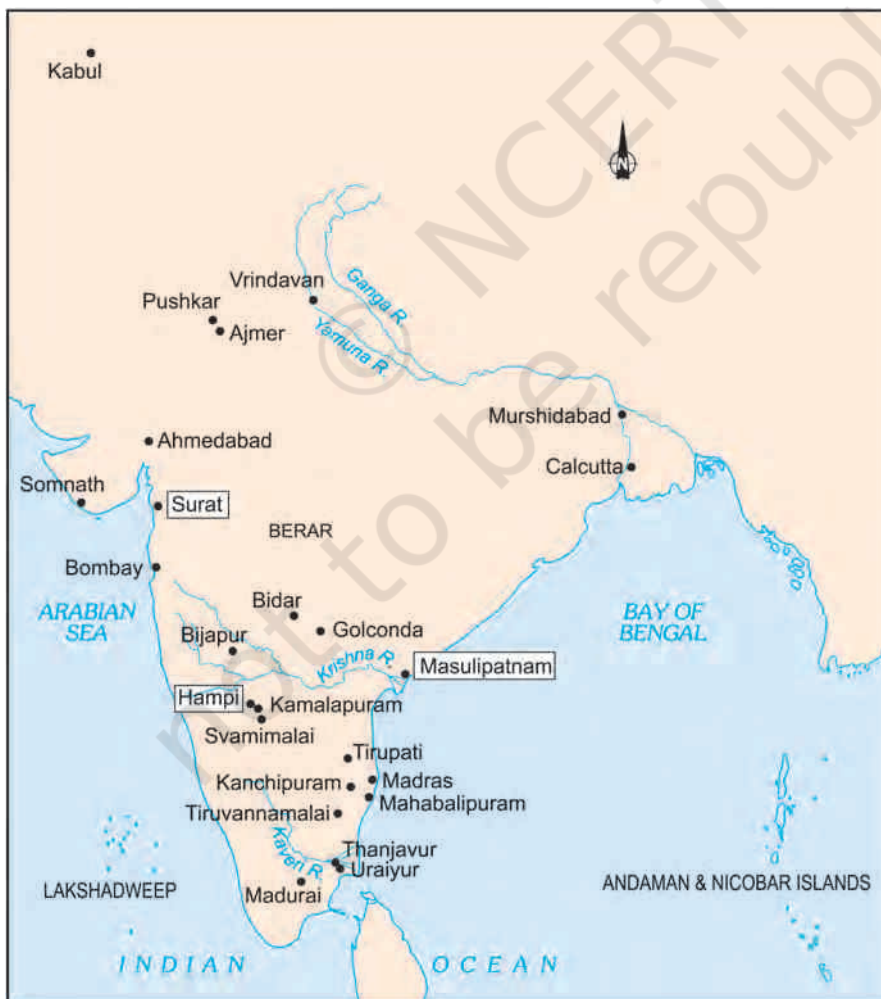 Kabul
N
Vrindavan
Ganga R.
Pushkar
Ajmer
Yamuna R.
Murshidabad
Ahmedabad
Calcutta
Somnath
Surat
BERAR
Bombay
Bidar
ARABIAN
SEA
BAY OF
BENGAL
Golconda
Bijapur
Krishna R.
Masulipatnam
Hampi
Kamalapuram
Svamimalai
Tirupati
Kanchipuram
Madras
Mahabalipuram
Tiruvannamalai
Thanjavur
Kaveri R.
Uraiyur
LAKSHADWEEP
Madurai
ANDAMAN & NICOBAR ISLANDS
INDIAN OCEAN
© NCERT
not to be republ